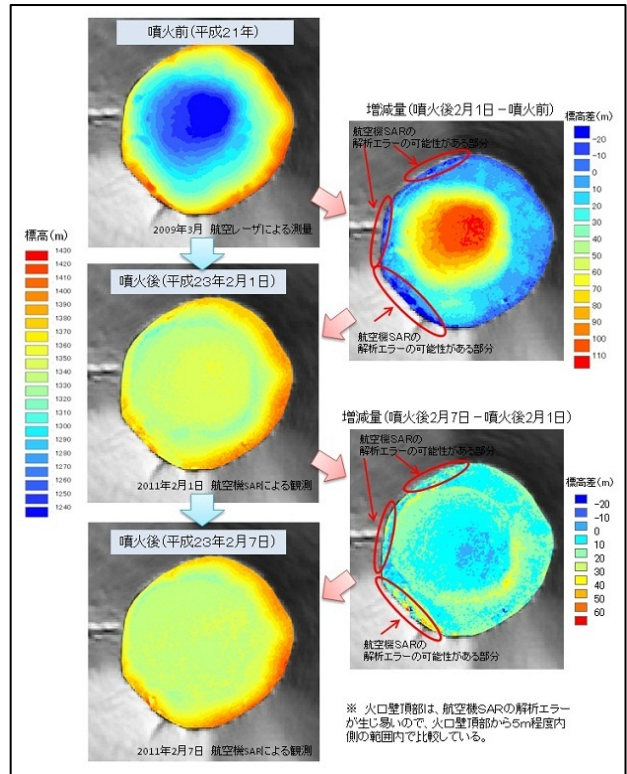 噴火前(平成21年)
2009年3月 航空レーザによる測量
増減量(噴火後2月1日－噴火前)
航空機SARの
解析エラーの可能性がある部分
航空機SARの
解析エラーの可能性がある部分
標高差(m)
-20
-10
0
10
20
30
40
50
60
70
80
90
100
110
標高(m)
1430
1420
1410
1400
1390
1380
1370
1360
1350
1340
1330
1320
1310
1300
1290
1280
1270
1260
1250
1240
噴火後(平成23年2月1日)
2011年2月1日 航空機SARによる観測
増減量(噴火後2月7日－噴火後2月1日)
航空機SARの
解析エラーの可能性がある部分
航空機SARの
解析エラーの可能性がある部分
標高差(m)
-20
-10
0
10
20
30
40
50
60
噴火後(平成23年2月7日)
2011年2月7日 航空機SARによる観測
※ 火口壁頂部は、航空機SARの解析エラー
が生じ易いので、火口壁頂部から5m程度内
側の範囲内で比較している。